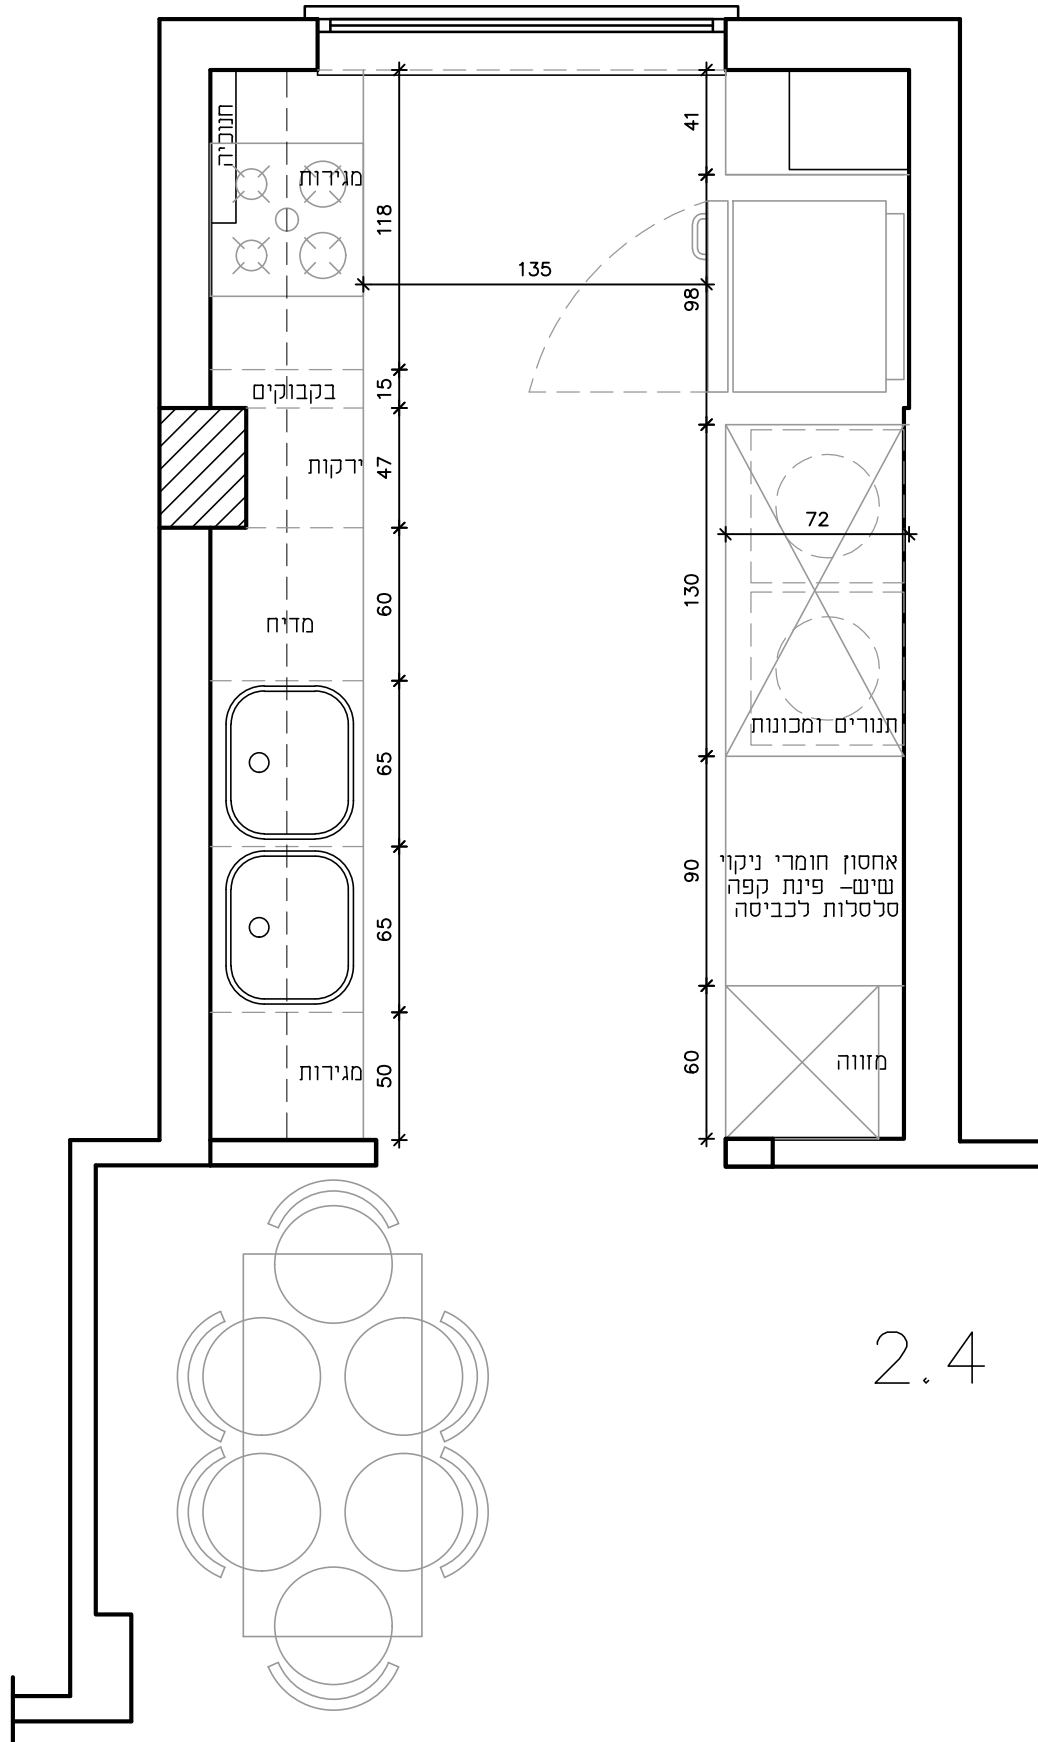 חנוכיה
מגירות
118
41
135
98
15
בקבוקים
47
ירקות
72
60
מדיח
130
65
תנורים ומכונות
65
90
אחסון חומרי ניקוי
שיש- פינת קפה
סלסלות לכביסה
50
מגירות
60
מזווה
2.4